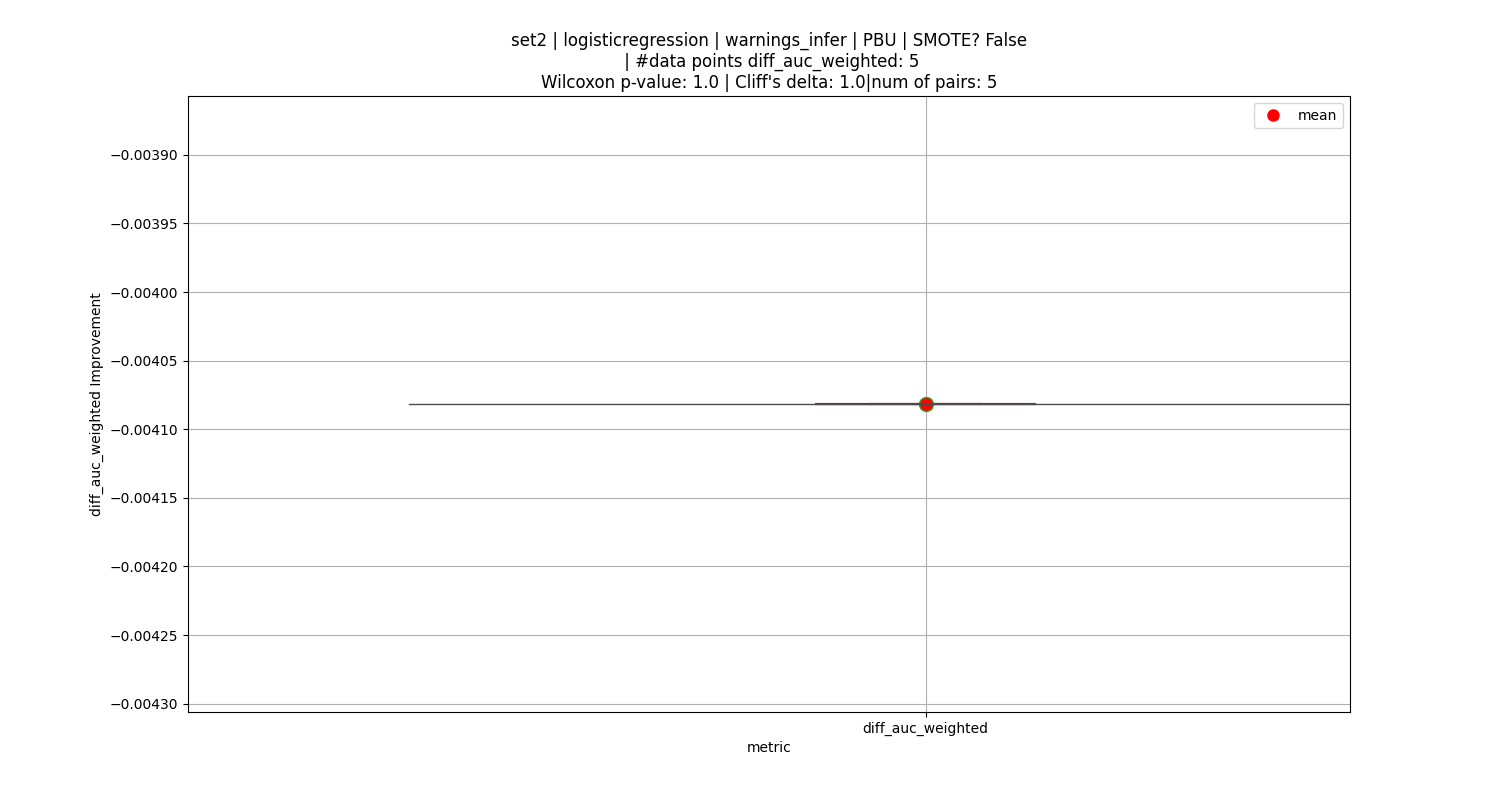 set2 | logisticregression | warnings_infer | PBU | SMOTE? False
| #data points diff_auc_weighted: 5
Wilcoxon p-value: 1.0 | Cliff's delta: 1.0|num of pairs: 5
mean
−0.00390
−0.00395
−0.00400
−0.00405
−0.00410
−0.00415
−0.00420
−0.00425
−0.00430
diff_auc_weighted Improvement
diff_auc_weighted
metric